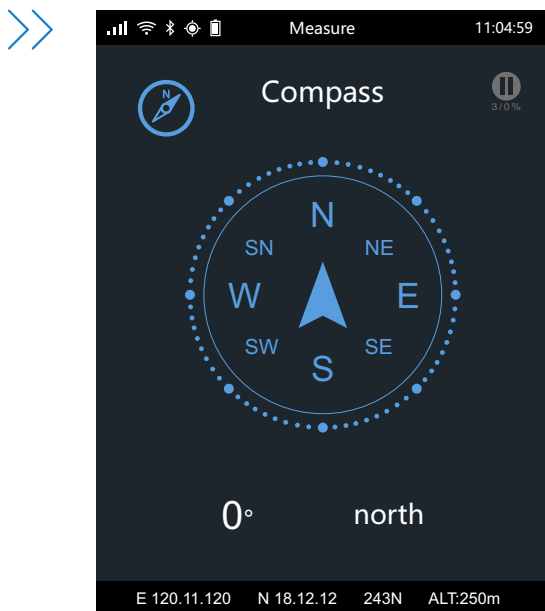 Measure 11:04:59
N
Compass
3/0%
N
SN NE
W E
SW SE
S
0° north
E 120.11.120 N 18.12.12 243N ALT:250m